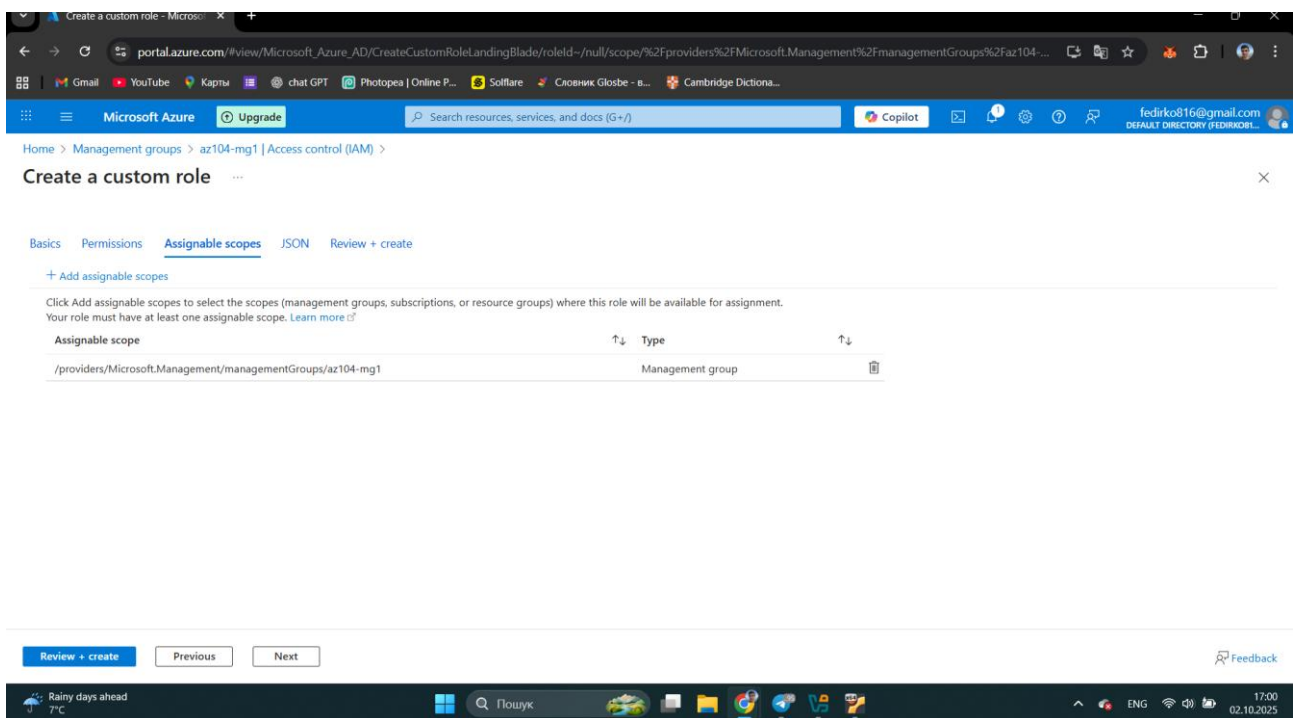 Create a custom role - Microsof
portal.azure.com/#view/Microsoft_Azure_AD/CreateCustomRoleLandingBlade/roleId~/null/scope/%2Fproviders%2FMicrosoft.Management%2FmanagementGroups%2Faz104-...
Gmail YouTube Карты chat GPT Photopea | Online P... Solflare Словник Glosbe - в... Cambridge Dictiona...
Microsoft Azure Upgrade Search resources, services, and docs (G+/) Copilot 1 fedirko816@gmail.com
DEFAULT DIRECTORY (FEDIRKO81...
Home > Management groups > az104-mg1 | Access control (IAM) >
Create a custom role ...
Basics Permissions Assignable scopes JSON Review + create
+ Add assignable scopes
Click Add assignable scopes to select the scopes (management groups, subscriptions, or resource groups) where this role will be available for assignment.
Your role must have at least one assignable scope. Learn more
Assignable scope Type
/providers/Microsoft.Management/managementGroups/az104-mg1 Management group
Review + create Previous Next Feedback
Rainy days ahead
7°C
Пошук
ENG
17:00
02.10.2025